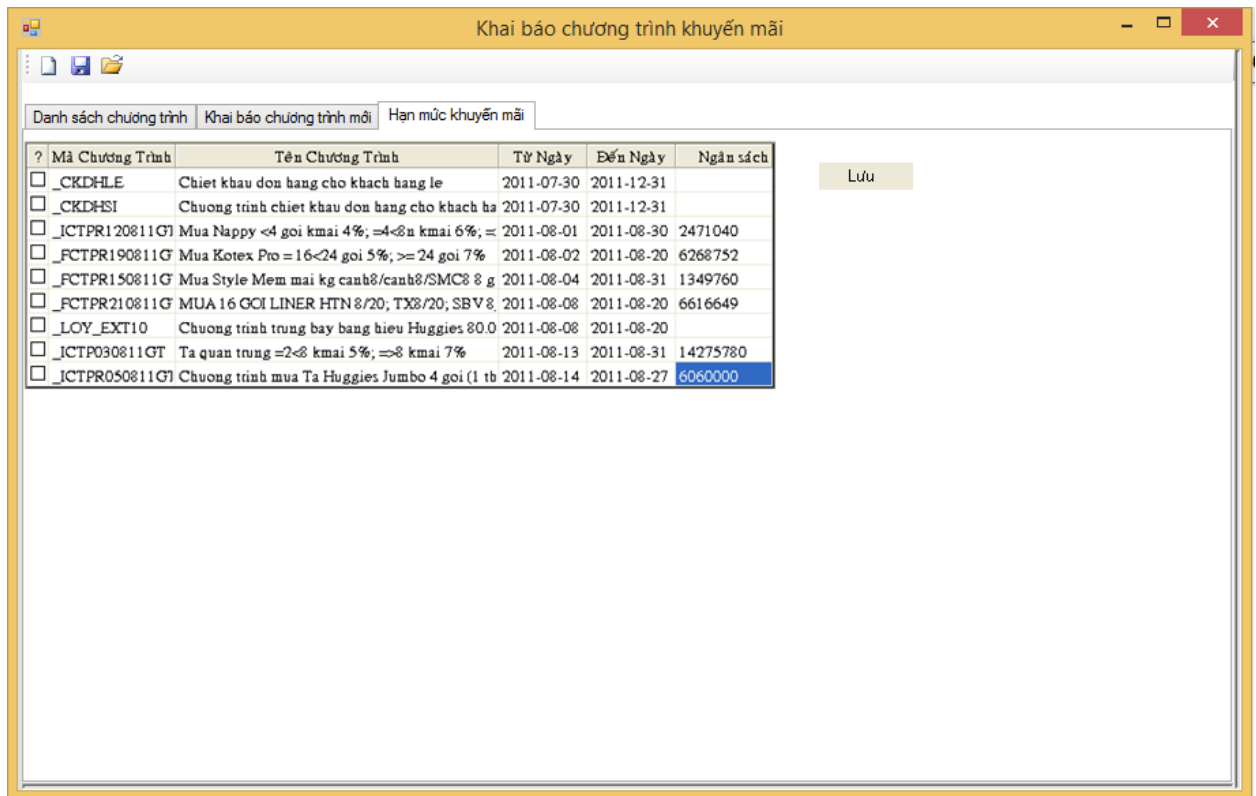 Khai báo chương trình khuyến mãi
Danh sách chương trình Khai báo chương trình mới Hạn mức khuyến mãi
? Mã Chương Trình Tên Chương Trình Từ Ngày Đến Ngày Ngân sách
Lưu
_CKDHLE Chiet khau don hang cho khach hang le 2011-07-30 2011-12-31
_CKDHSI Chuong trinh chiet khau don hang cho khach ha 2011-07-30 2011-12-31
_ICTPR120811GT Mua Nappy <4 goi kmai 4%; =4<8n kmai 6%; = 2011-08-01 2011-08-30 2471040
_FCTPR190811G Mua Kotex Pro = 16<24 goi 5%; >= 24 goi 7% 2011-08-02 2011-08-20 6268752
_FCTPR150811G Mua Style Mem mai kg canh8/canh8/SMC8 8 g 2011-08-04 2011-08-31 1349760
_FCTPR210811G MUA 16 GOI LINER HTN 8/20; TX8/20; SBV 8 2011-08-08 2011-08-20 6616649
_LOY_EXT10 Chuong trinh trung bay bang hieu Huggies 80.0 2011-08-08 2011-08-20
_ICTP030811GT Ta quan trung =2<8 kmai 5%; =>8 kmai 7% 2011-08-13 2011-08-31 14275780
_ICTPR050811GT Chuong trinh mua Ta Huggies Jumbo 4 goi (1 th 2011-08-14 2011-08-27 6060000